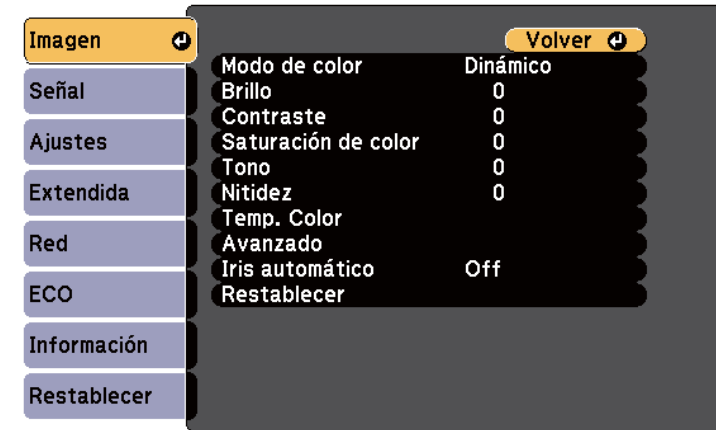 Imagen
Señal
Ajustes
Extendida
Red
ECO
Información
Restablecer
Volver
Modo de color Dinámico
Brillo 0
Contraste 0
Saturación de color 0
Tono 0
Nitidez 0
Temp. Color
Avanzado
Iris automático Off
Restablecer